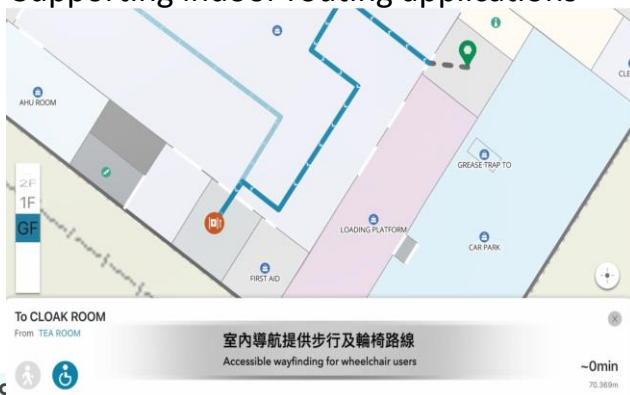 Supporting indoor routing applications
AHU ROOM
CLE
GREASE TRAP TO
2F
1F
GF
LOADING PLATFORM
CAR PARK
FIRST AID
To CLOAK ROOM
From TEA ROOM
室內導航提供步行及輪椅路線
Accessible wayfinding for wheelchair users
~0min
70.369m